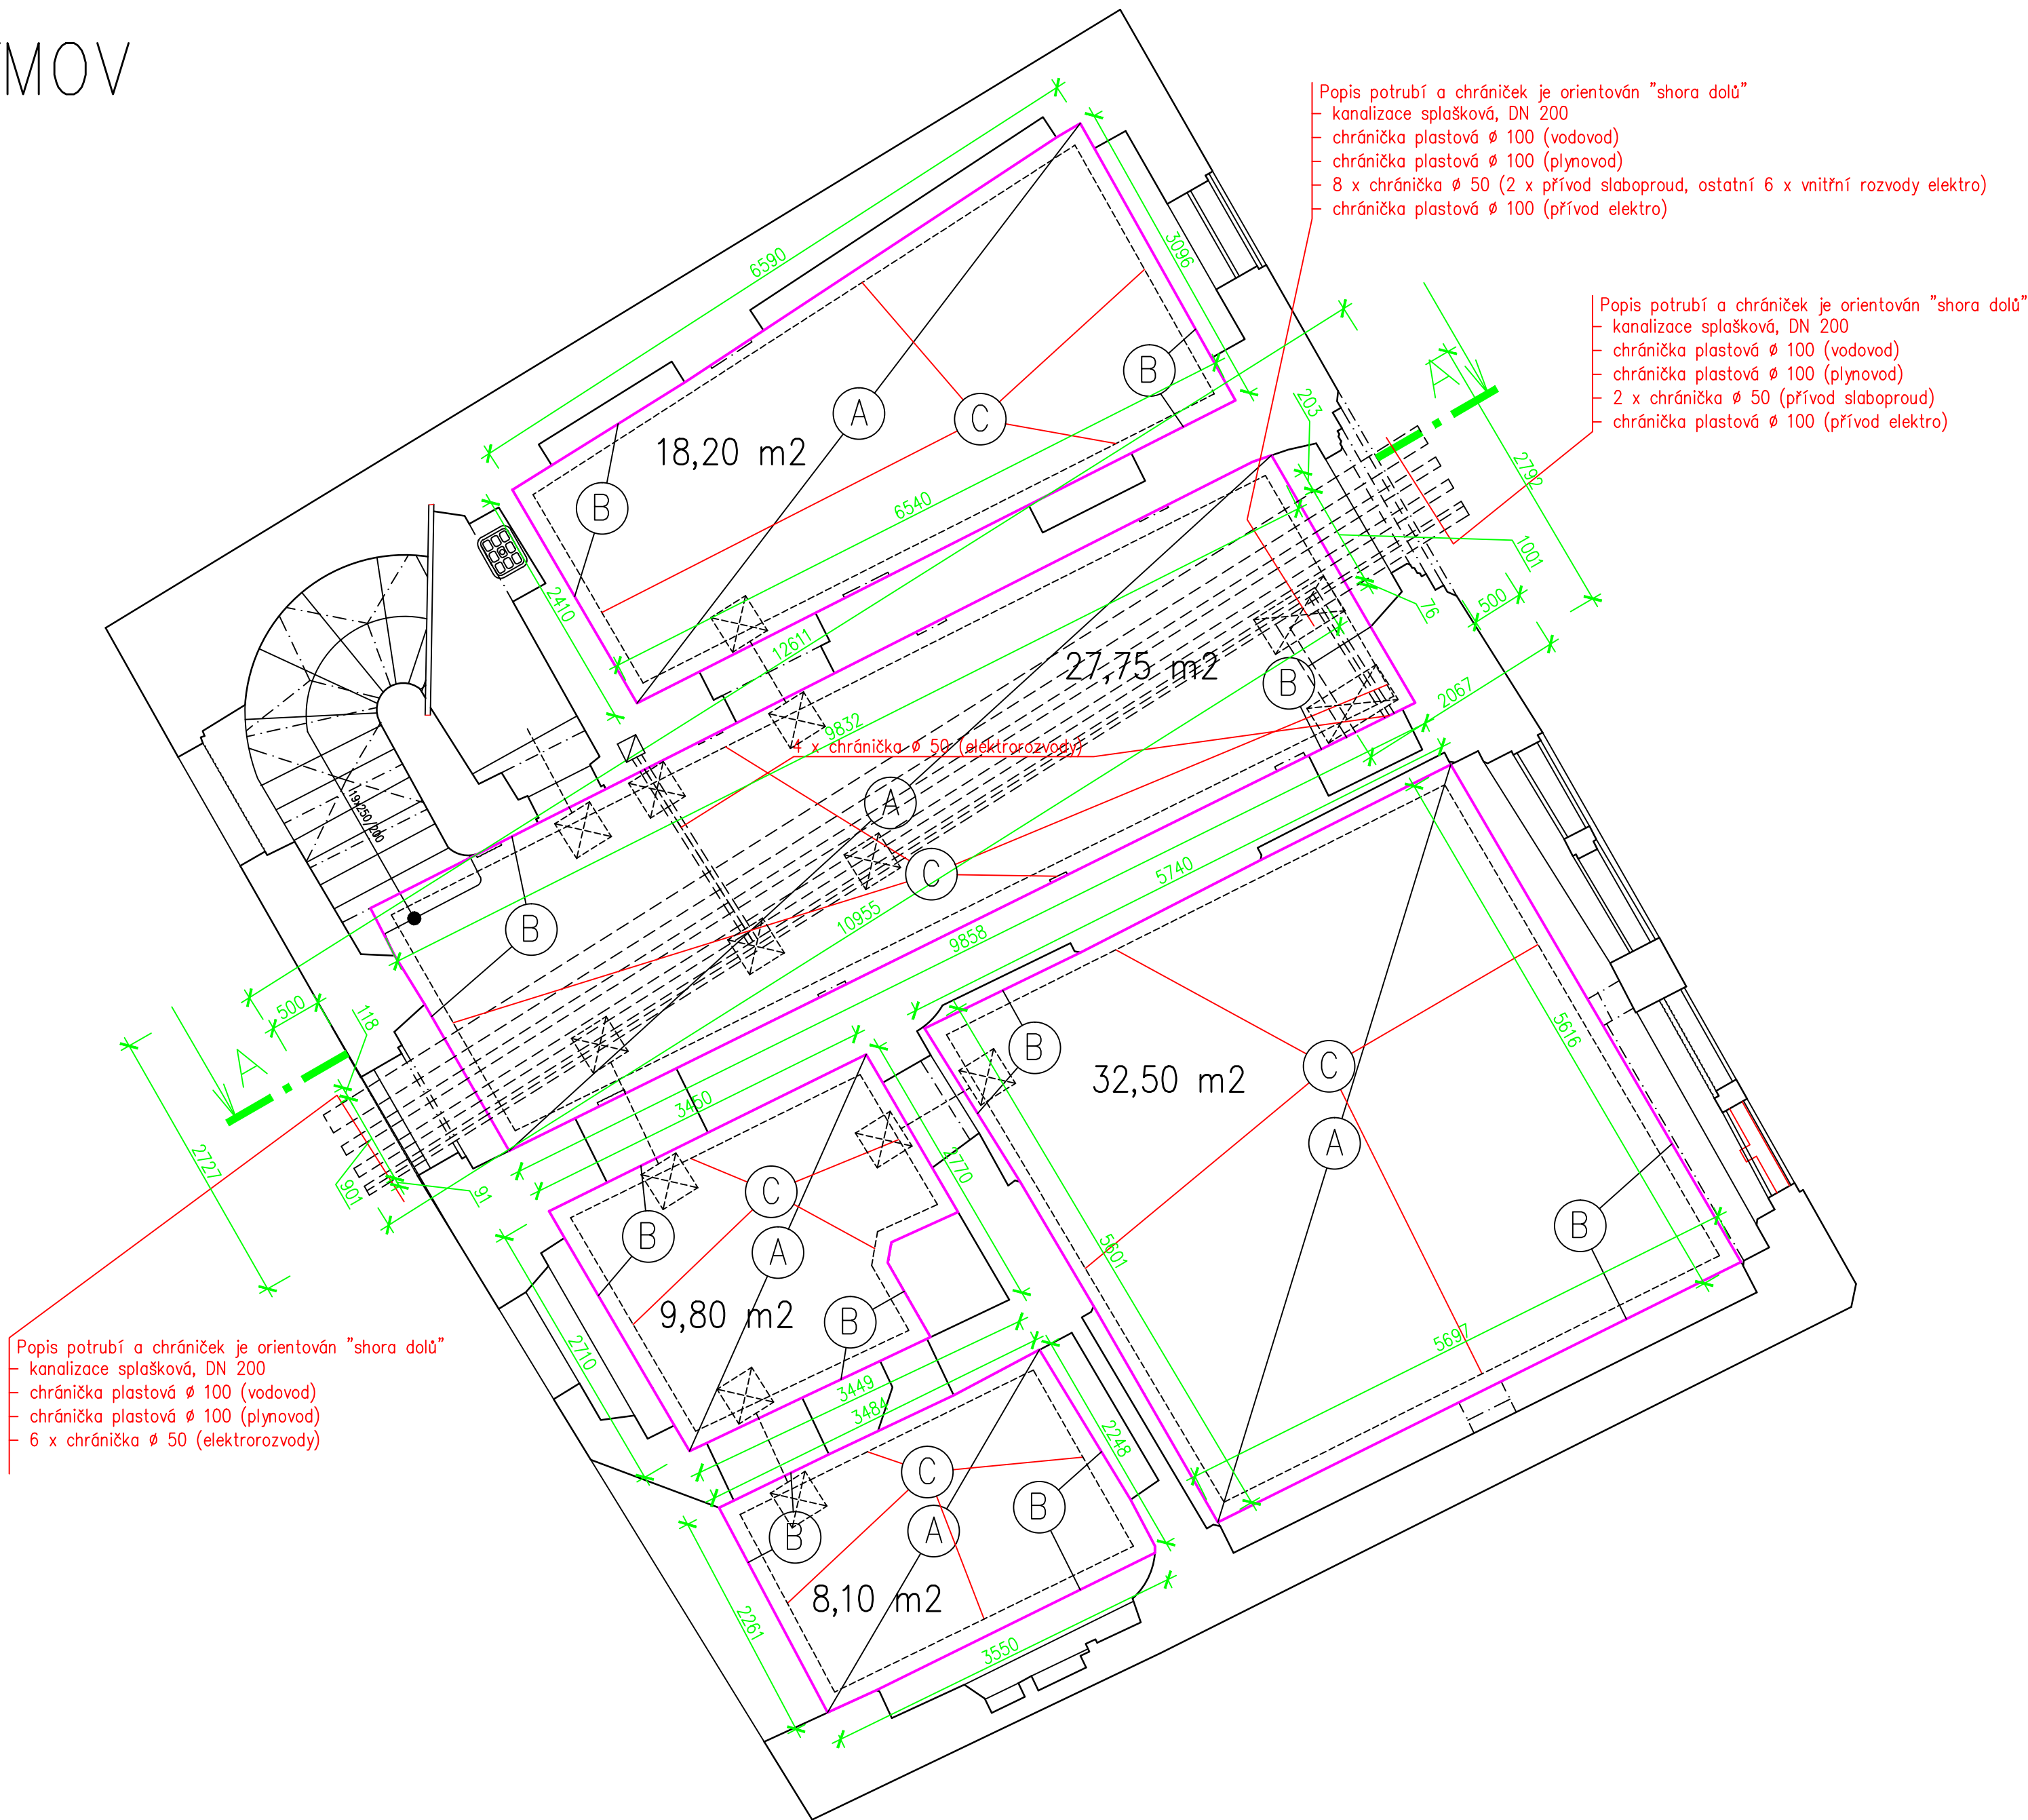 MOV
Popis potrubí a chrániček je orientován "shora dolů"
- kanalizace splašková, DN 200
- chránička plastová ø 100 (vodovod)
- chránička plastová ø 100 (plynovod)
- 8 x chránička ø 50 (2 x přívod slaboproud, ostatní 6 x vnitřní rozvody elektro)
- chránička plastová ø 100 (přívod elektro)
Popis potrubí a chrániček je orientován "shora dolů"
- kanalizace splašková, DN 200
- chránička plastová ø 100 (vodovod)
- chránička plastová ø 100 (plynovod)
- 2 x chránička ø 50 (přívod slaboproud)
- chránička plastová ø 100 (přívod elektro)
6590
3096
A
B
A
C
203
18,20 m2
2792
B
6540
1001
2410
500
76
12611
27,75 m2
B
2067
9832
4 x chránička ø 50 (elektrorozvody)
A
19x250/200
5740
C
10955
B
9858
500
118
5616
B
A
32,50 m2
C
3450
2770
A
2727
C
901
91
B
B
A
5601
9,80 m2
B
5697
2710
Popis potrubí a chrániček je orientován "shora dolů"
- kanalizace splašková, DN 200
- chránička plastová ø 100 (vodovod)
- chránička plastová ø 100 (plynovod)
- 6 x chránička ø 50 (elektrorozvody)
3449
3484
2248
C
B
A
B
8,10 m2
2261
3550